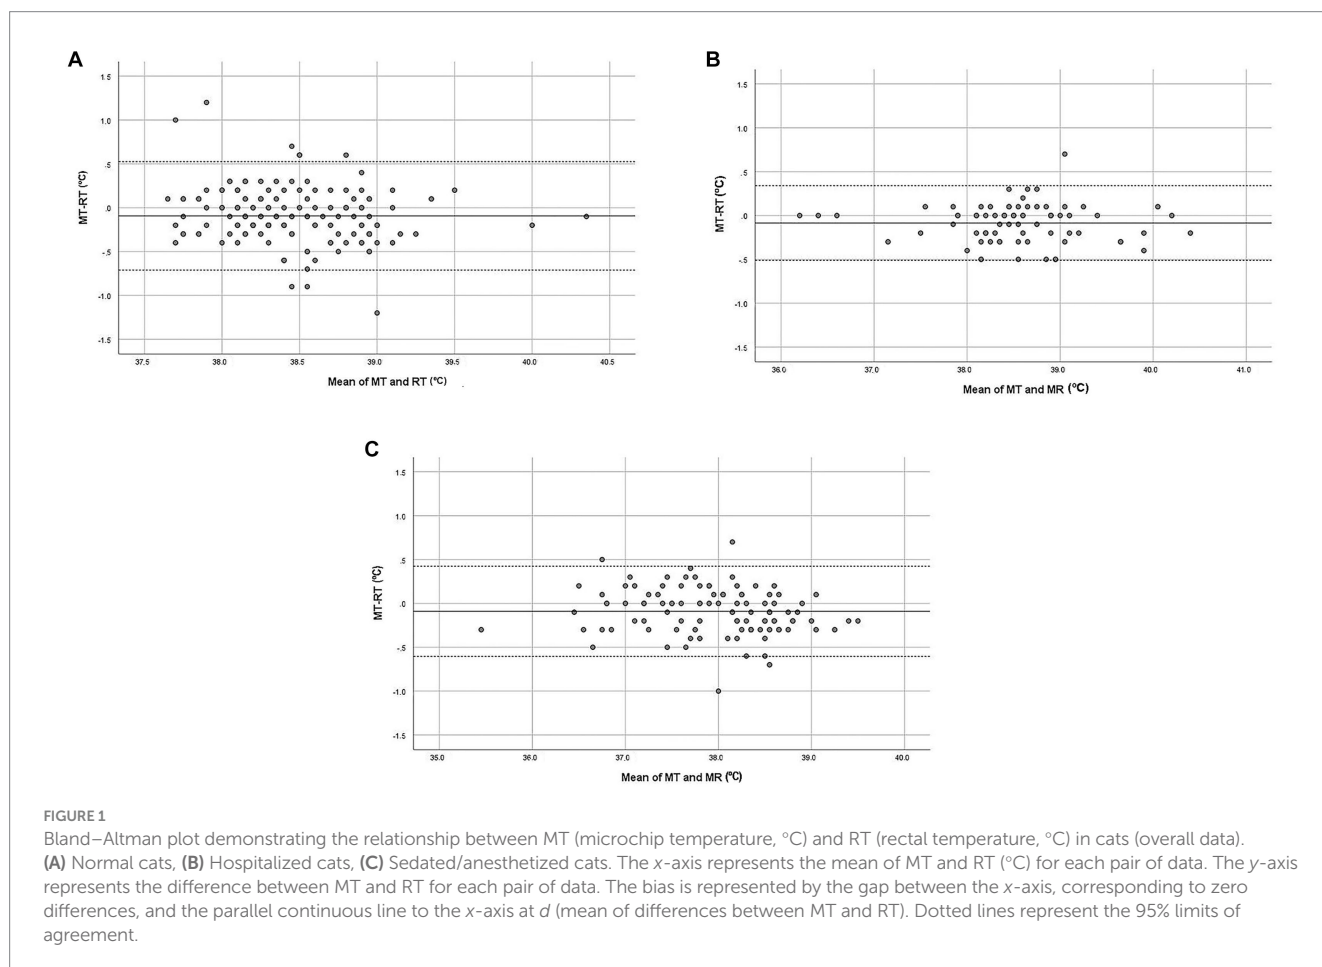 A
1.5
1.0
.5
.0
-.5
-1.0
-1.5
MT-RT (ºC)
37.5 38.0 38.5 39.0 39.5 40.0 40.5
Mean of MT and RT (ºC)
B
1.5
1.0
.5
.0
-.5
-1.0
-1.5
MT-RT (ºC)
36.0 37.0 38.0 39.0 40.0 41.0
Mean of MT and MR (ºC)
C
1.5
1.0
.5
.0
-.5
-1.0
-1.5
MT-RT (ºC)
35.0 36.0 37.0 38.0 39.0 40.0
Mean of MT and MR (ºC)
FIGURE 1
Bland–Altman plot demonstrating the relationship between MT (microchip temperature, °C) and RT (rectal temperature, °C) in cats (overall data).
(A) Normal cats, (B) Hospitalized cats, (C) Sedated/anesthetized cats. The x-axis represents the mean of MT and RT (°C) for each pair of data. The y-axis
represents the difference between MT and RT for each pair of data. The bias is represented by the gap between the x-axis, corresponding to zero
differences, and the parallel continuous line to the x-axis at d (mean of differences between MT and RT). Dotted lines represent the 95% limits of
agreement.